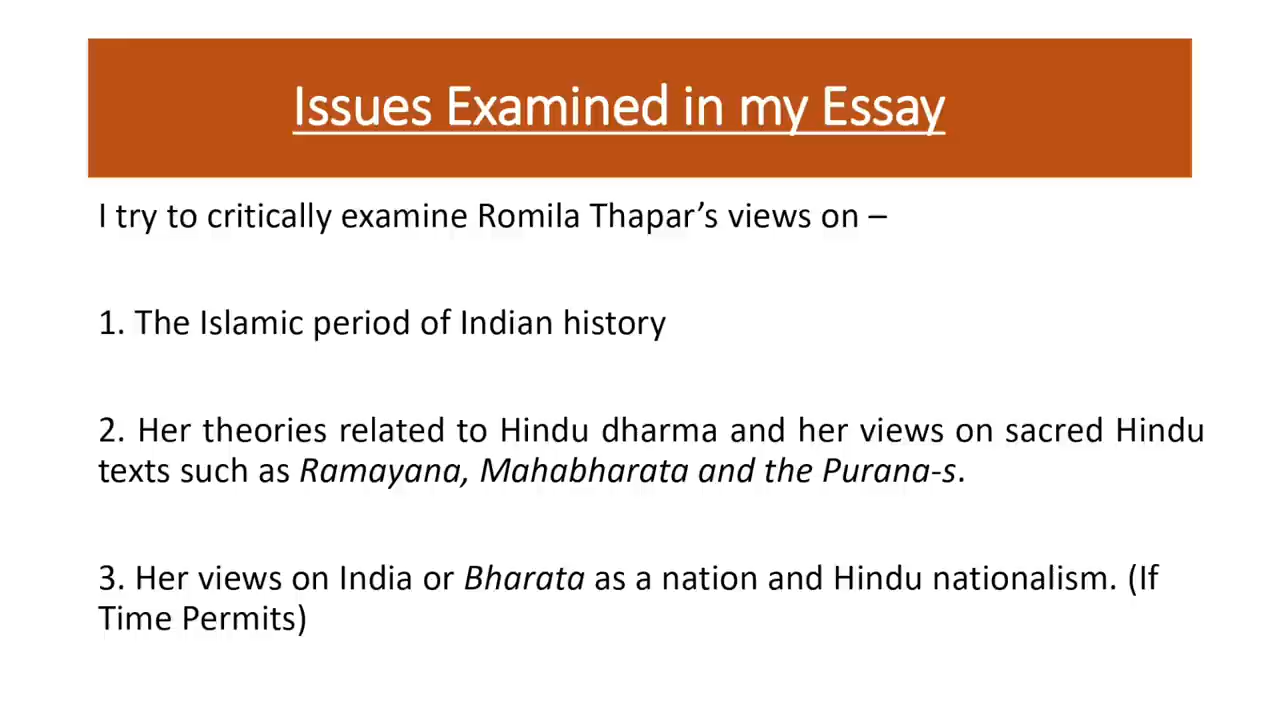 Issues Examined in my Essay
I try to critically examine Romila Thapar’s views on –
1. The Islamic period of Indian history
2. Her theories related to Hindu dharma and her views on sacred Hindu
texts such as Ramayana, Mahabharata and the Purana-s.
3. Her views on India or Bharata as a nation and Hindu nationalism. (If
Time Permits)